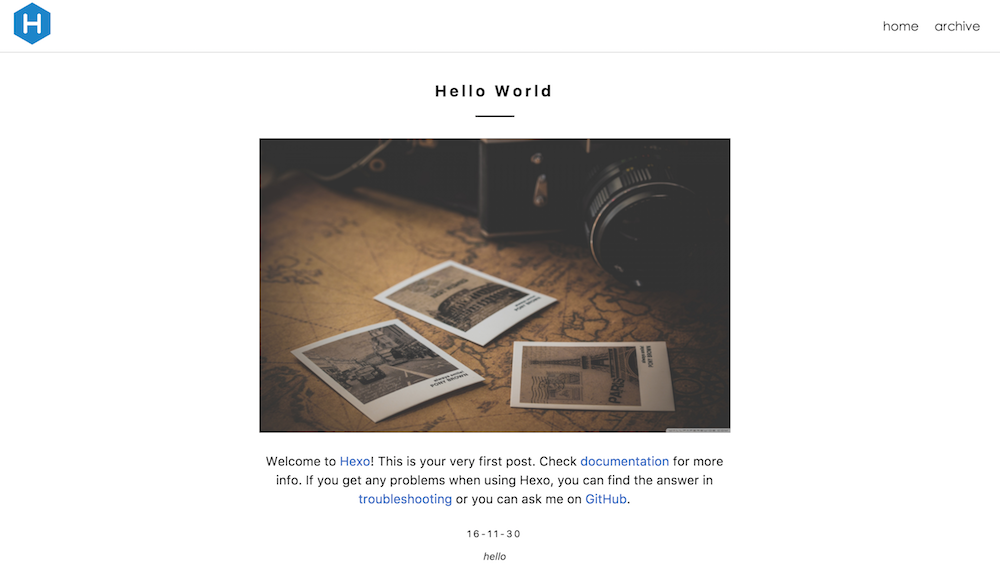 H
home archive
Hello World
PARIS
Welcome to Hexo! This is your very first post. Check documentation for more
info. If you get any problems when using Hexo, you can find the answer in
troubleshooting or you can ask me on GitHub.
16-11-30
hello